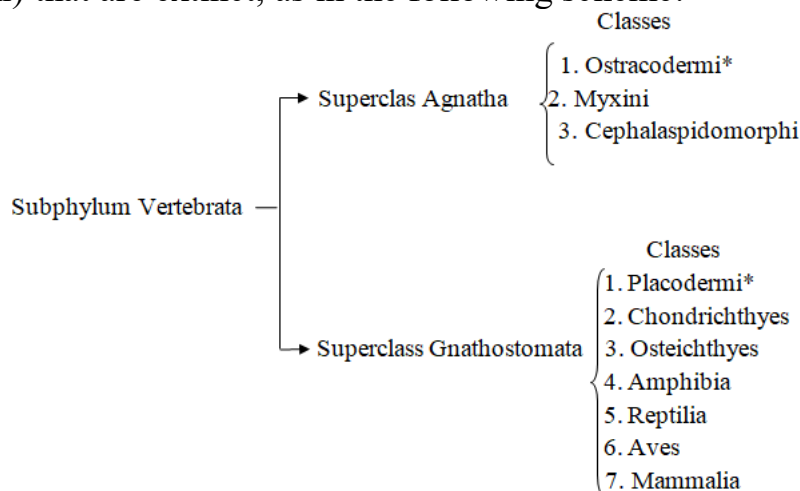 that are extinct, as in the following scheme:
Classes
1. Ostracodermi*
Superclas Agnatha
2. Myxini
3. Cephalaspidomorphi
Subphylum Vertebrata
Classes
1. Placodermi*
2. Chondrichthyes
Superclass Gnathostomata
3. Osteichthyes
4. Amphibia
5. Reptilia
6. Aves
7. Mammalia